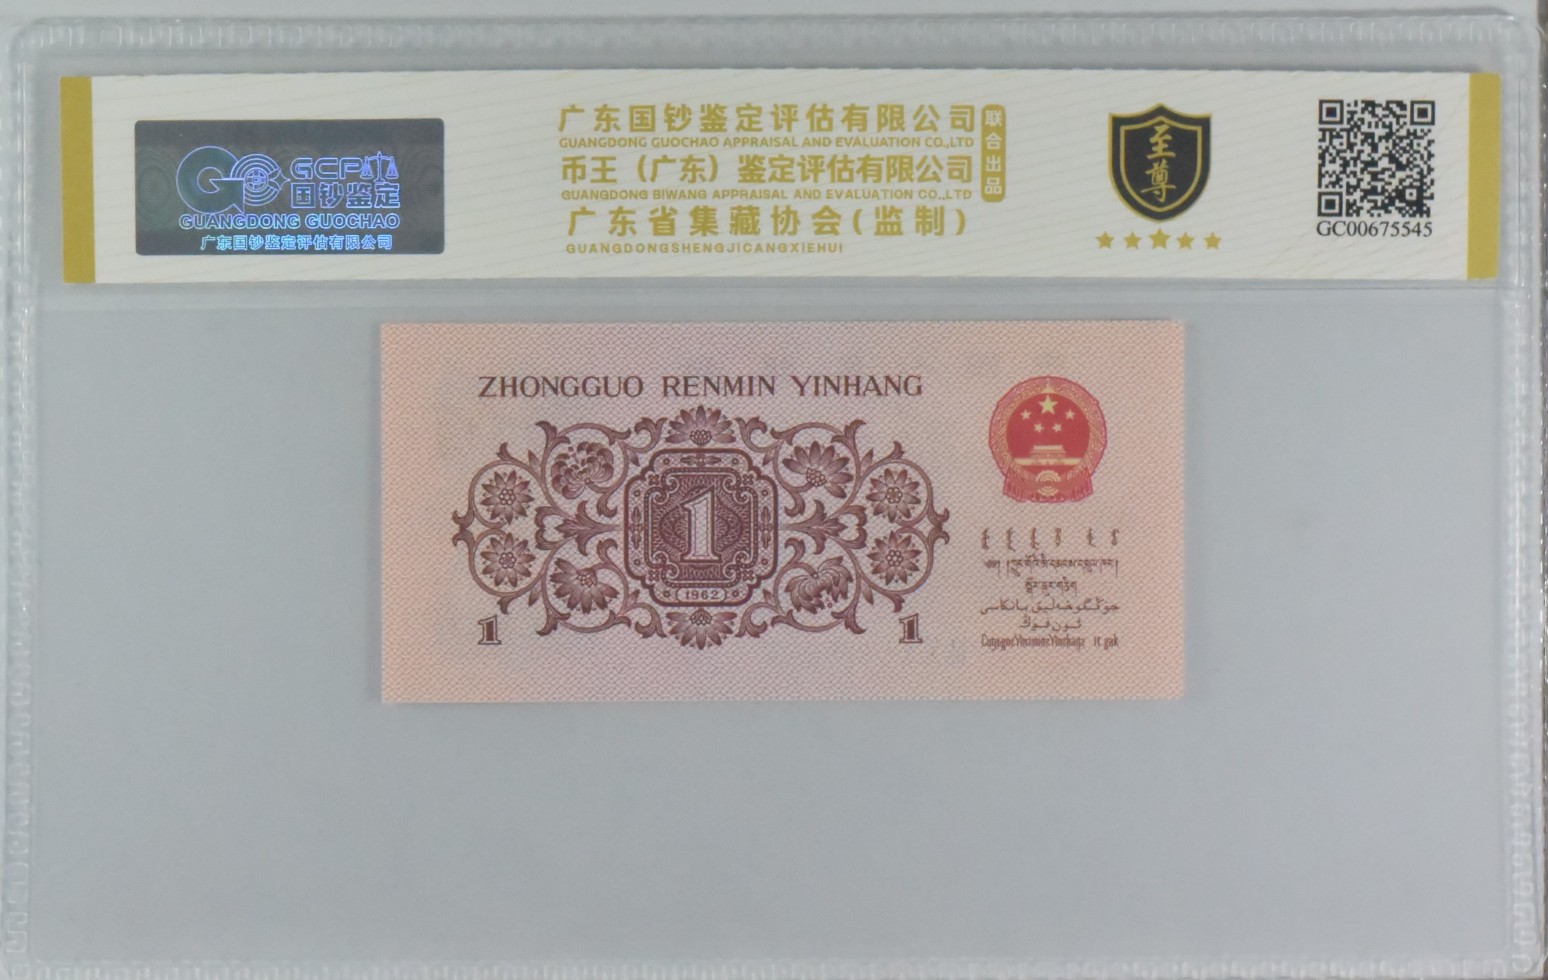 GCP
国钞鉴定
GUANGDONG GUOCHAO
广东国钞鉴定评估有限公司
广东国钞鉴定评估有限公司
GUANGDONG GUOCHAO APPRAISAL AND EVALUATION CO.,LTD
币王（广东）鉴定评估有限公司
GUANGDONG BIWANG APPRAISAL AND EVALUATION CO.,LTD
广东省集藏协会(监制)
GUANGDONGSHENGJICANGXIEHUI
联合出品
至尊
GC00675545
ZHONGGUO RENMIN YINHANG
1
(1962)
1
1
جۇڭگو خەلىق بانكاسى